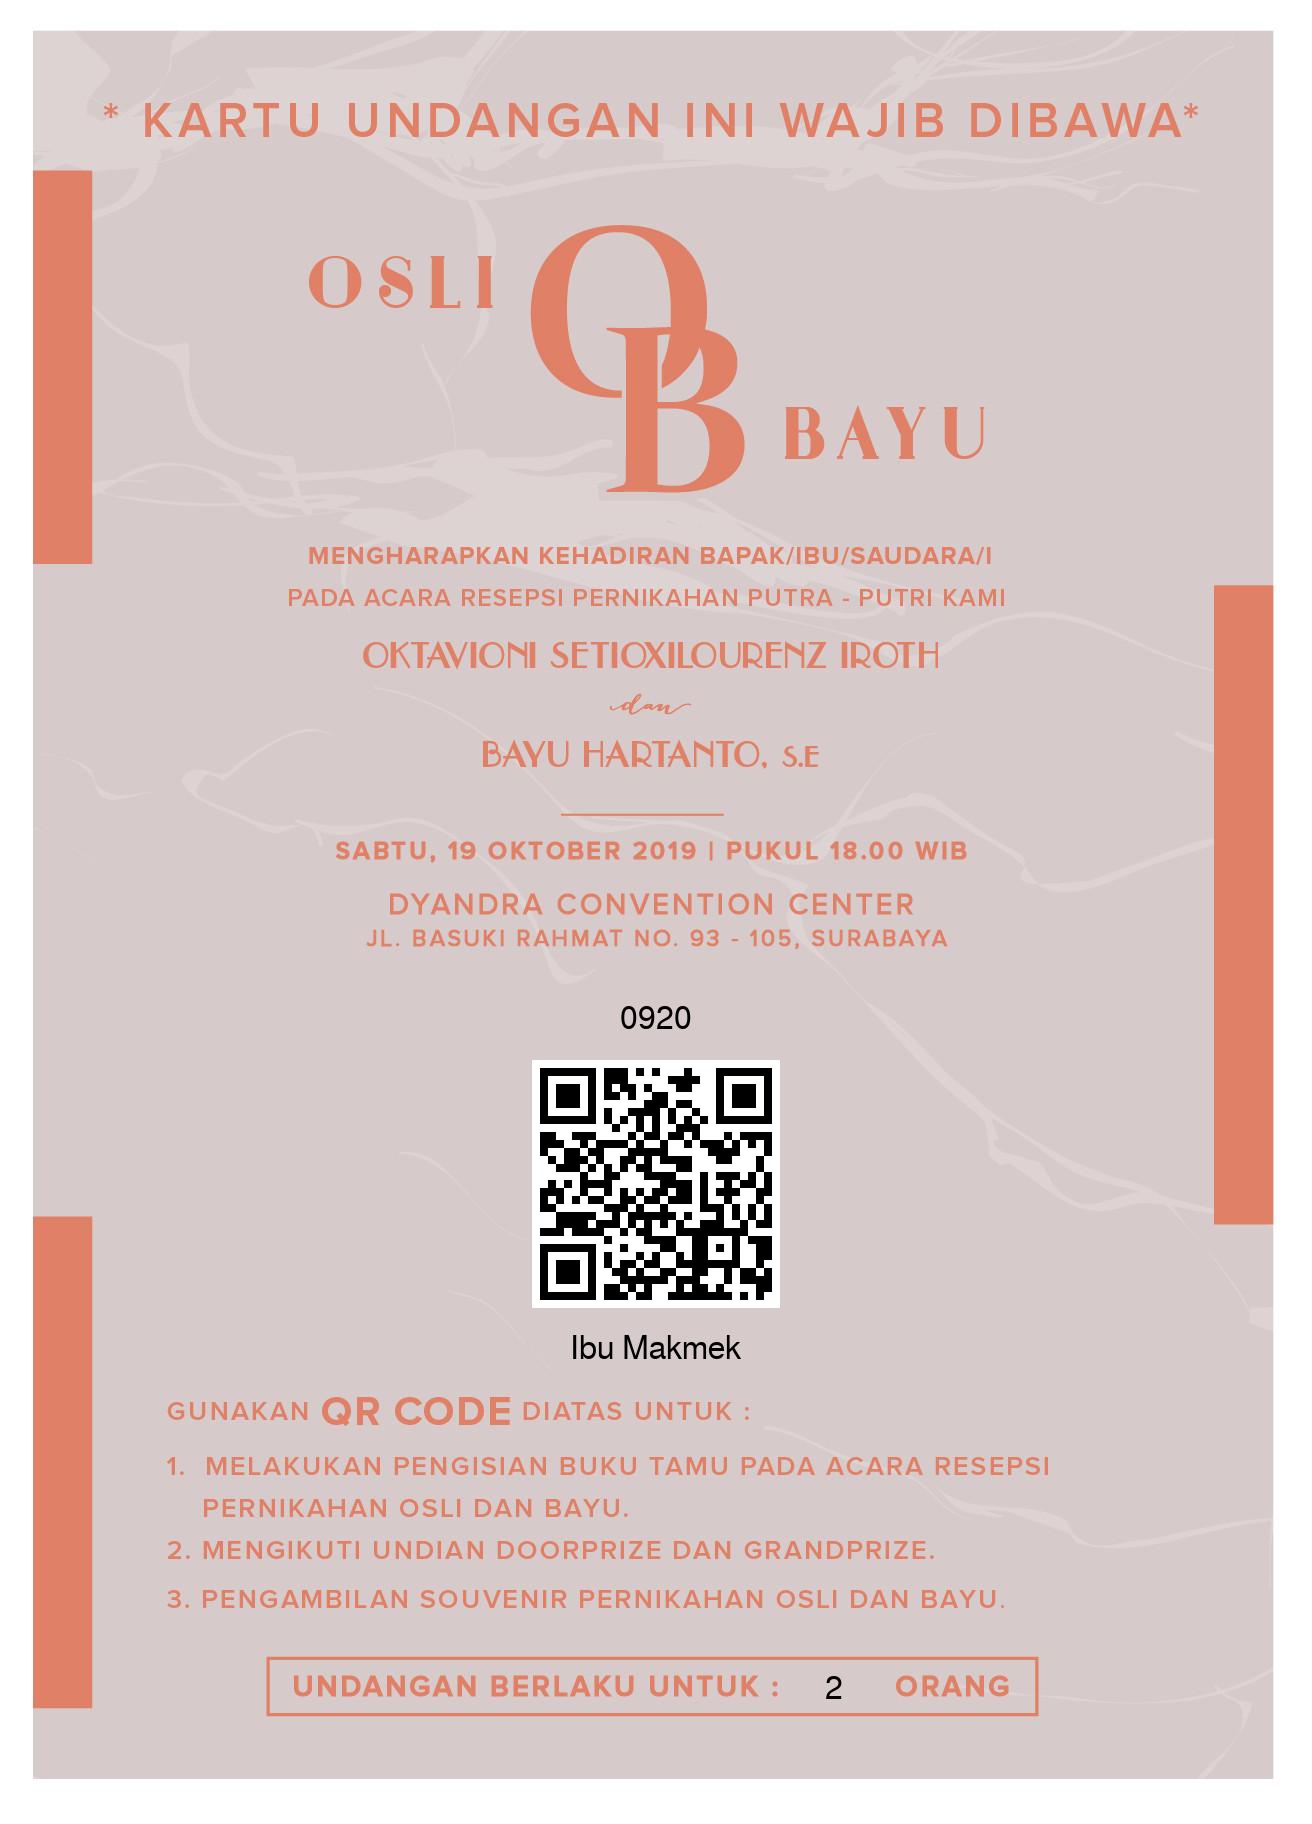 * KARTU UNDANGAN INI WAJIB DIBAWA*
OSLI
OB
BAYU
MENGHARAPKAN KEHADIRAN BAPAK/IBU/SAUDARA/I
PADA ACARA RESEPSI PERNIKAHAN PUTRA - PUTRI KAMI
OKTAVIONI SETIOXILOURENZ IROTH
dan
BAYU HARTANTO, S.E
SABTU, 19 OKTOBER 2019 | PUKUL 18.00 WIB
DYANDRA CONVENTION CENTER
JL. BASUKI RAHMAT NO. 93 - 105, SURABAYA
0920
Ibu Makmek
GUNAKAN QR CODE DIATAS UNTUK :
1. MELAKUKAN PENGISIAN BUKU TAMU PADA ACARA RESEPSI
PERNIKAHAN OSLI DAN BAYU.
2. MENGIKUTI UNDIAN DOORPRIZE DAN GRANDPRIZE.
3. PENGAMBILAN SOUVENIR PERNIKAHAN OSLI DAN BAYU.
UNDANGAN BERLAKU UNTUK : 2 ORANG